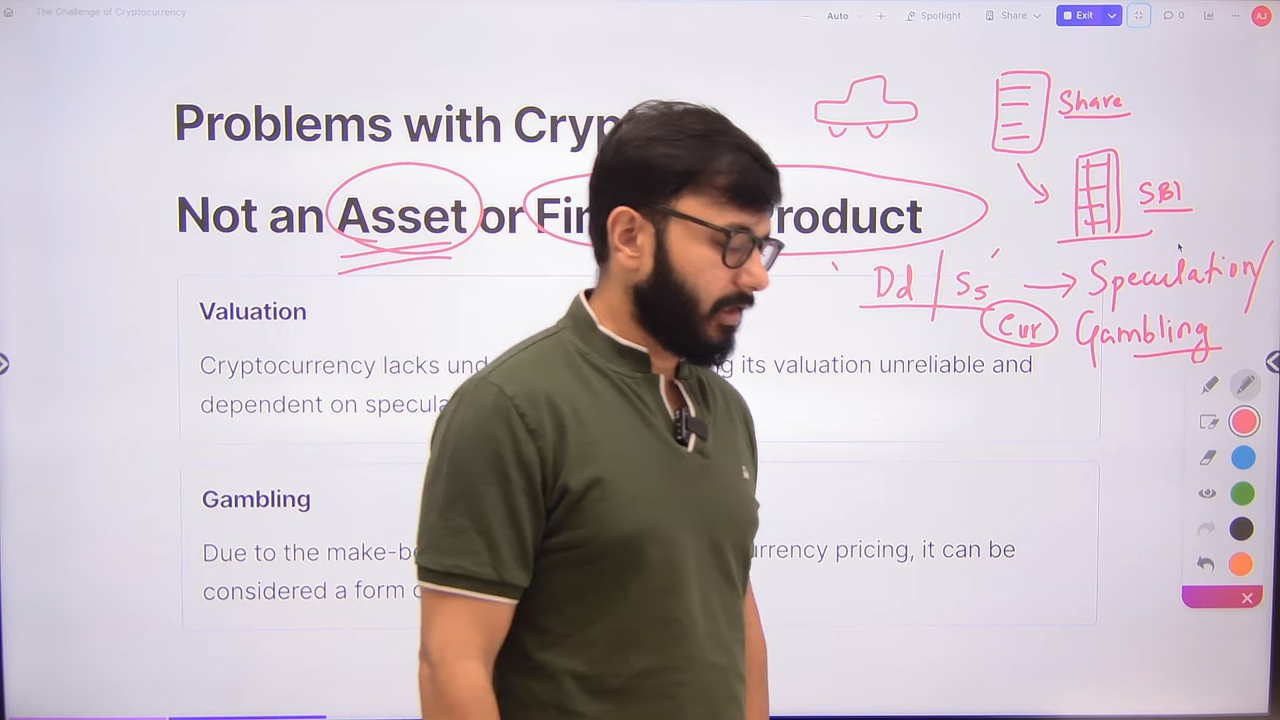 The Challenge of Cryptocurrency
Auto
Spotlight
Share
Exit
0
AJ
Problems with Cryp
Not an Asset or Fin roduct
Share
SBI
Dd | Ss → Speculation/
Cur Gambling
Valuation
Cryptocurrency lacks und g its valuation unreliable and
dependent on specula
Gambling
Due to the make-be urrency pricing, it can be
considered a form o